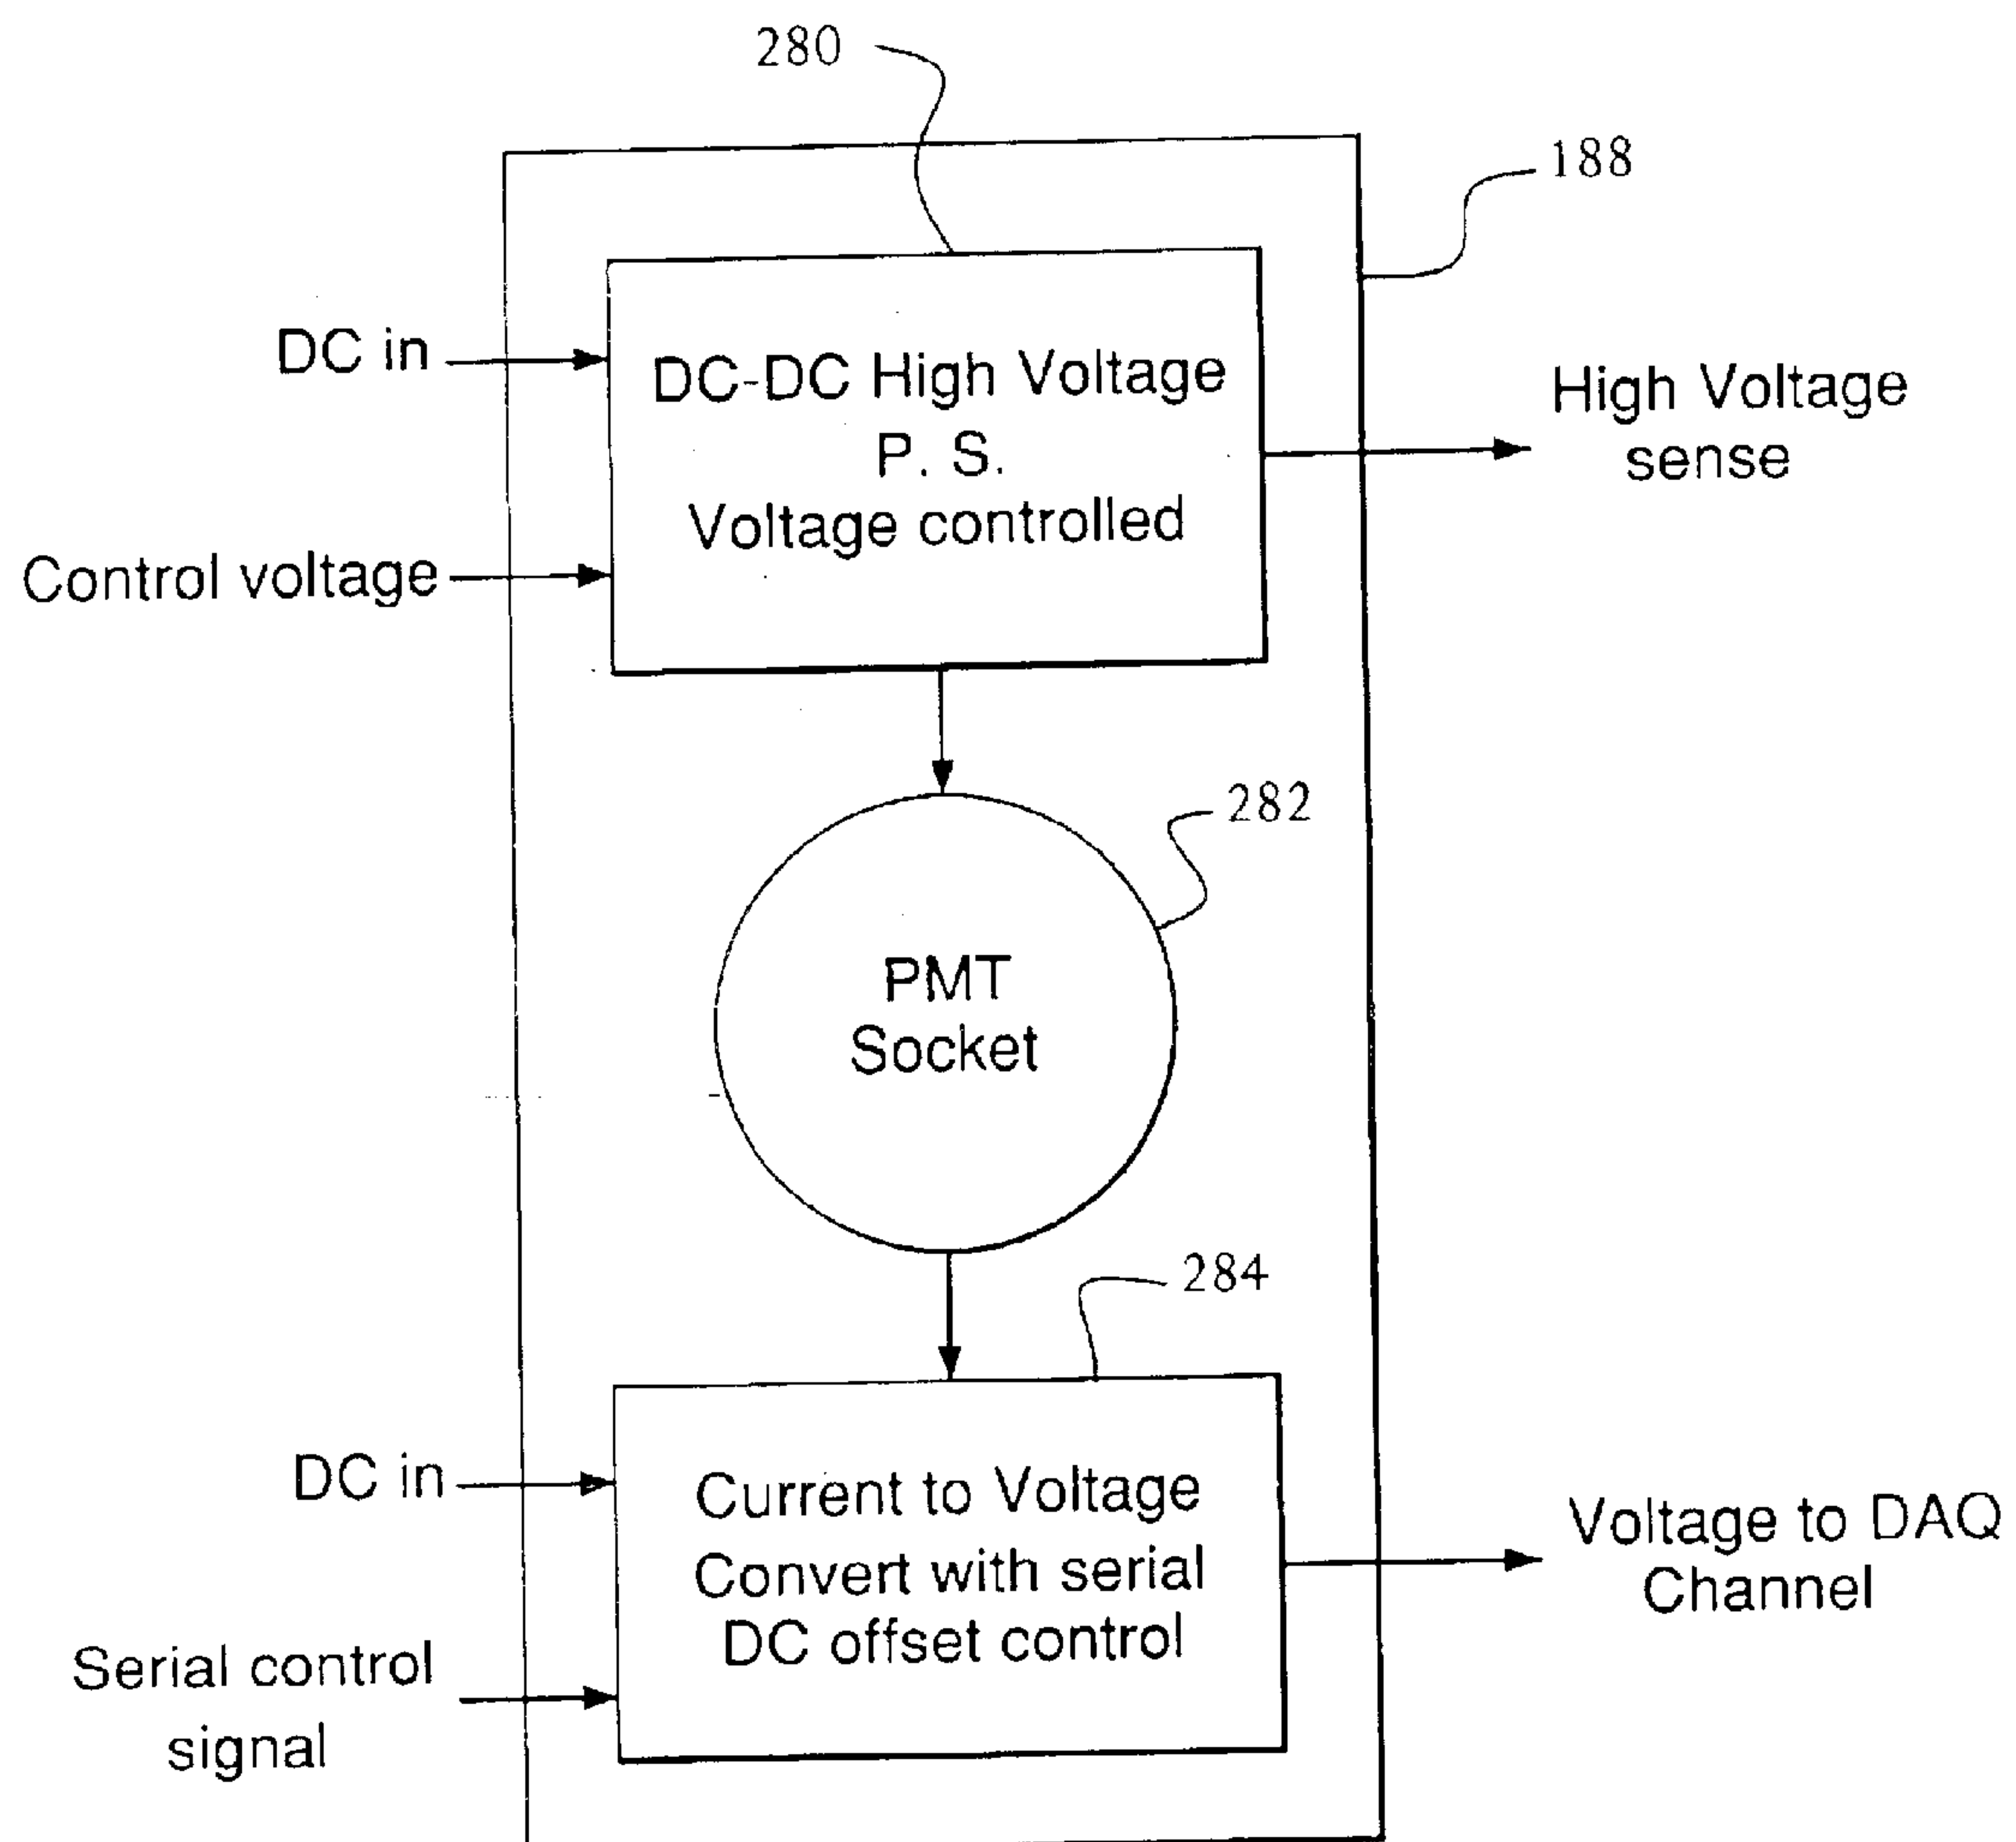 280
188
DC in
DC-DC High Voltage
P. S.
Voltage controlled
High Voltage
sense
Control voltage
282
PMT
Socket
284
DC in
Current to Voltage
Convert with serial
DC offset control
Voltage to DAQ
Channel
Serial control
signal